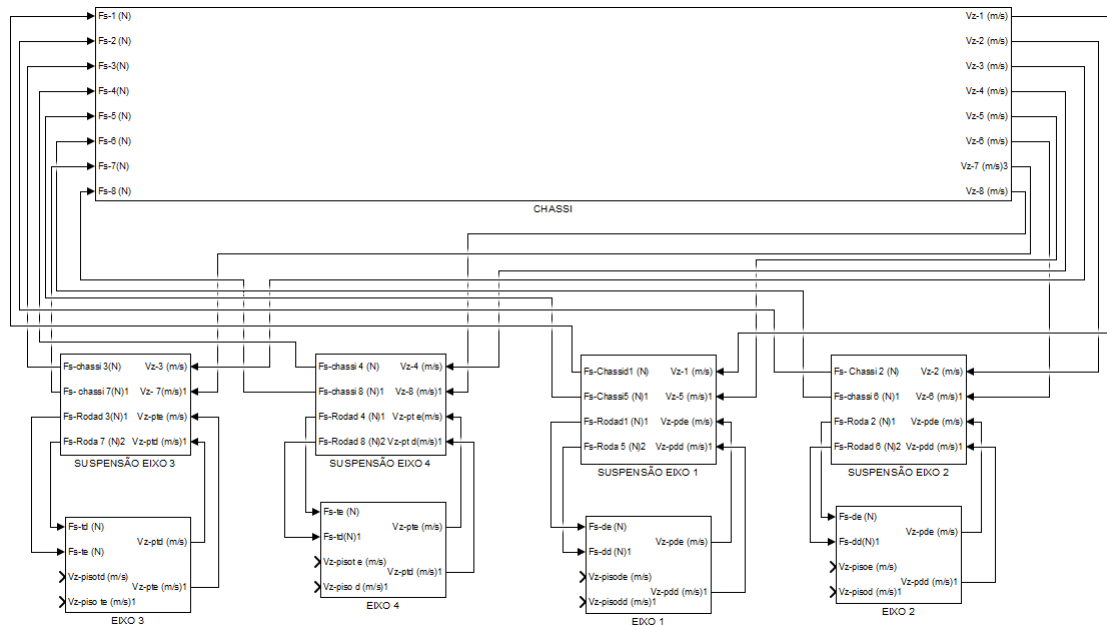 Fs-1 (N)
Fs-2 (N)
Fs-3(N)
Fs-4(N)
Fs-5 (N)
Fs-6 (N)
Fs-7(N)
Fs-8 (N)
Vz-1 (m/s)
Vz-2 (m/s)
Vz-3 (m/s)
Vz-4 (m/s)
Vz-5 (m/s)
Vz-6 (m/s)
Vz-7 (m/s)3
Vz-8 (m/s)
CHASSI
Fs-chassi 3(N)
Fs- chassi 7(N)1
Fs-Rodad 3(N)1
Fs-Roda 7 (N)2
Vz-3 (m/s)
Vz- 7(m/s)1
Vz-pte (m/s)
Vz-ptd (m/s)1
SUSPENSÃO EIXO 3
Fs-chassi 4 (N)
Fs-chassi 8 (N)1
Fs-Rodad 4 (N)1
Fs-Rodad 8 (N)2
Vz-4 (m/s)
Vz-8 (m/s)1
Vz-pt e(m/s)
Vz-pt d(m/s)1
SUSPENSÃO EIXO 4
Fs-Chassid1 (N)
Fs-Chassi5 (N)1
Fs-Rodad1 (N)1
Fs-Roda 5 (N)2
Vz-1 (m/s)
Vz-5 (m/s)1
Vz-pde (m/s)
Vz-pdd (m/s)1
SUSPENSÃO EIXO 1
Fs- Chassi 2 (N)
Fs-chassi 6 (N)1
Fs-Roda 2 (N)1
Fs-Rodad 6 (N)2
Vz-2 (m/s)
Vz-6 (m/s)1
Vz-pde (m/s)
Vz-pdd (m/s)1
SUSPENSÃO EIXO 2
Fs-td (N)
Fs-te (N)
Vz-pisotd (m/s)
Vz-piso te (m/s)1
Vz-ptd (m/s)
Vz-pte (m/s)1
EIXO 3
Fs-te (N)
Fs-td(N)1
Vz-pisot e (m/s)
Vz-piso d (m/s)1
Vz-pte (m/s)
Vz-ptd (m/s)1
EIXO 4
Fs-de (N)
Fs-dd (N)1
Vz-pisode (m/s)
Vz-pisodd (m/s)1
Vz-pde (m/s)
Vz-pdd (m/s)1
EIXO 1
Fs-de (N)
Fs-dd(N)1
Vz-pisoe (m/s)
Vz-pisod (m/s)1
Vz-pde (m/s)
Vz-pdd (m/s)1
EIXO 2